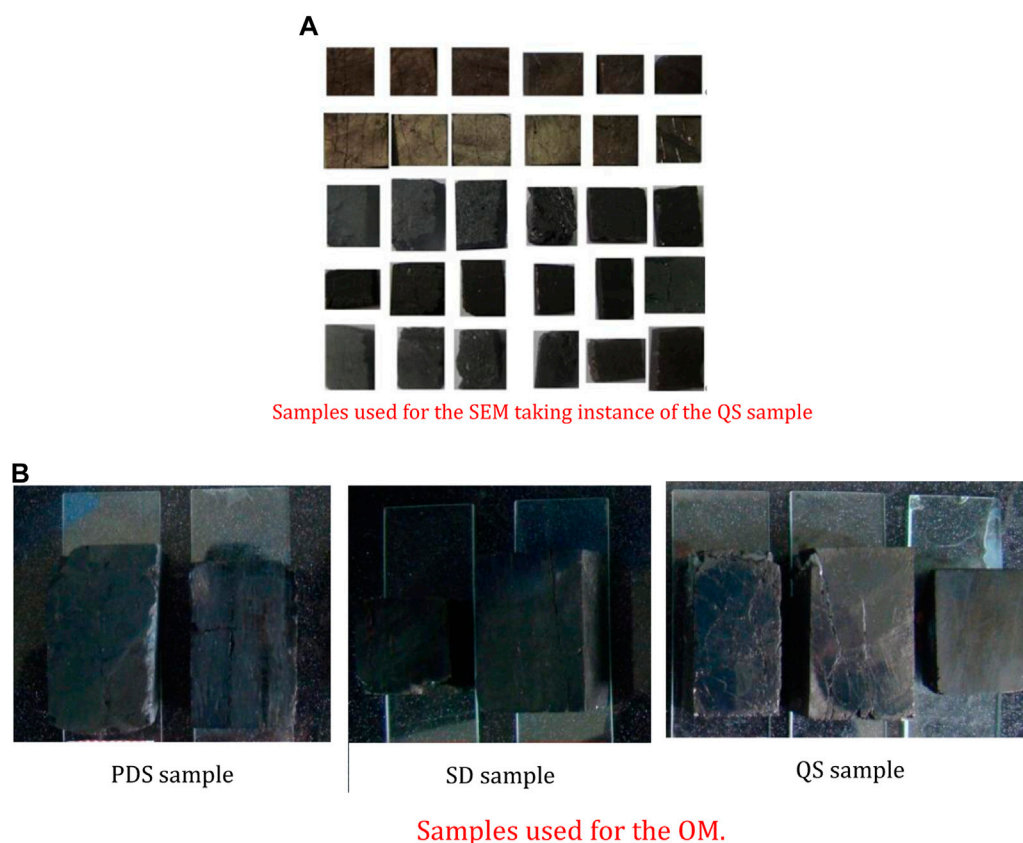 A
Samples used for the SEM taking instance of the QS sample
B
PDS sample
SD sample
QS sample
Samples used for the OM.